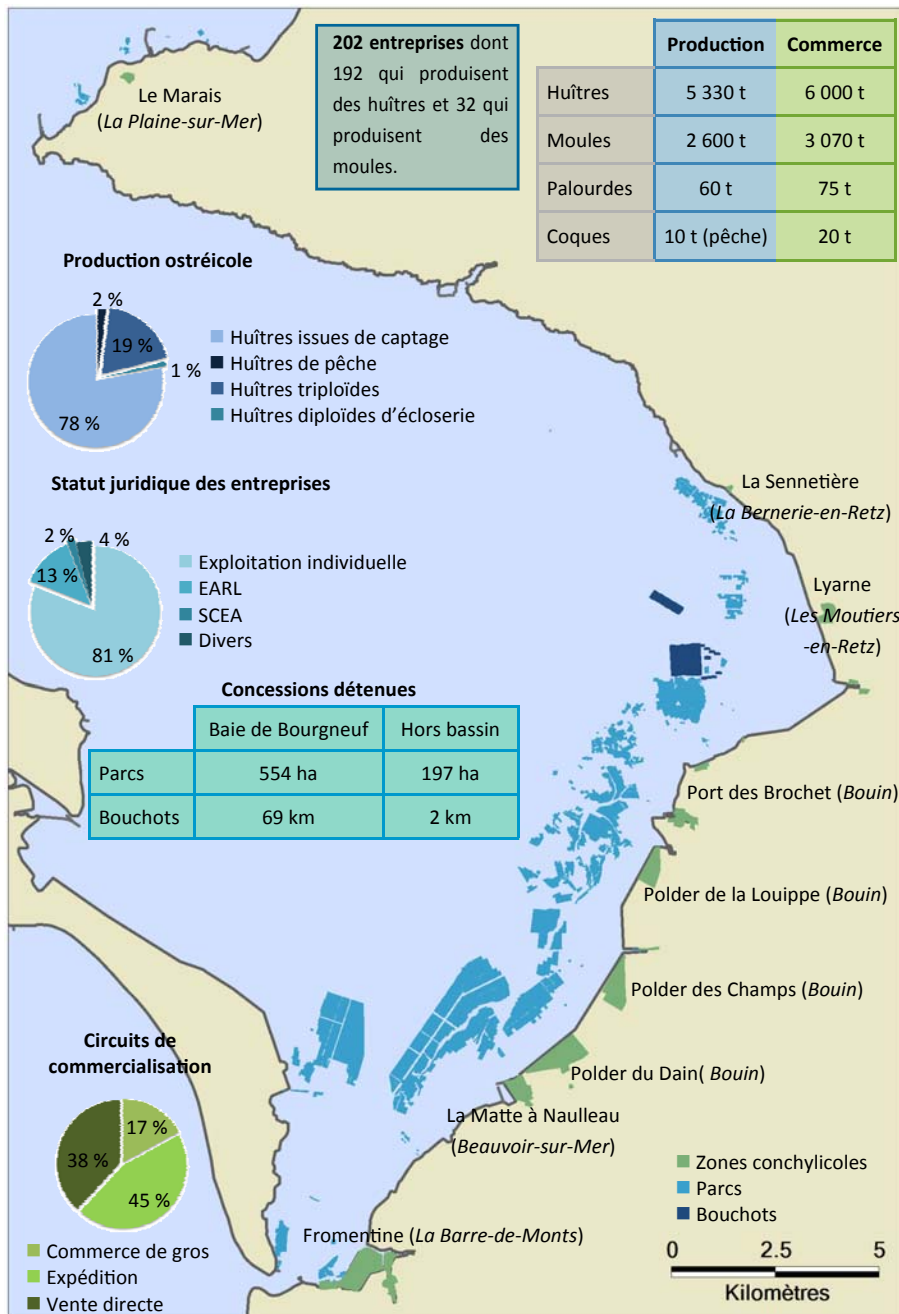 202 entreprises dont
192 qui produisent
des huîtres et 32 qui
produisent des
moules.
Production Commerce
Huîtres 5 330 t 6 000 t
Moules 2 600 t 3 070 t
Palourdes 60 t 75 t
Coques 10 t (pêche) 20 t
Le Marais
(La Plaine-sur-Mer)
Production ostréicole
2 %
19 %
1 %
78 %
Huîtres issues de captage
Huîtres de pêche
Huîtres triploïdes
Huîtres diploïdes d'écloserie
Statut juridique des entreprises
2 %
4 %
13 %
81 %
Exploitation individuelle
EARL
SCEA
Divers
La Sennetière
(La Bernerie-en-Retz)
Lyarne
(Les Moutiers
-en-Retz)
Concessions détenues
Baie de Bourgneuf Hors bassin
Parcs 554 ha 197 ha
Bouchots 69 km 2 km
Port des Brochet (Bouin)
Polder de la Louippe (Bouin)
Polder des Champs (Bouin)
Polder du Dain( Bouin)
La Matte à Naulleau
(Beauvoir-sur-Mer)
Fromentine (La Barre-de-Monts)
Circuits de
commercialisation
17 %
38 %
45 %
Commerce de gros
Expédition
Vente directe
Zones conchylicoles
Parcs
Bouchots
0 2.5 5
Kilomètres